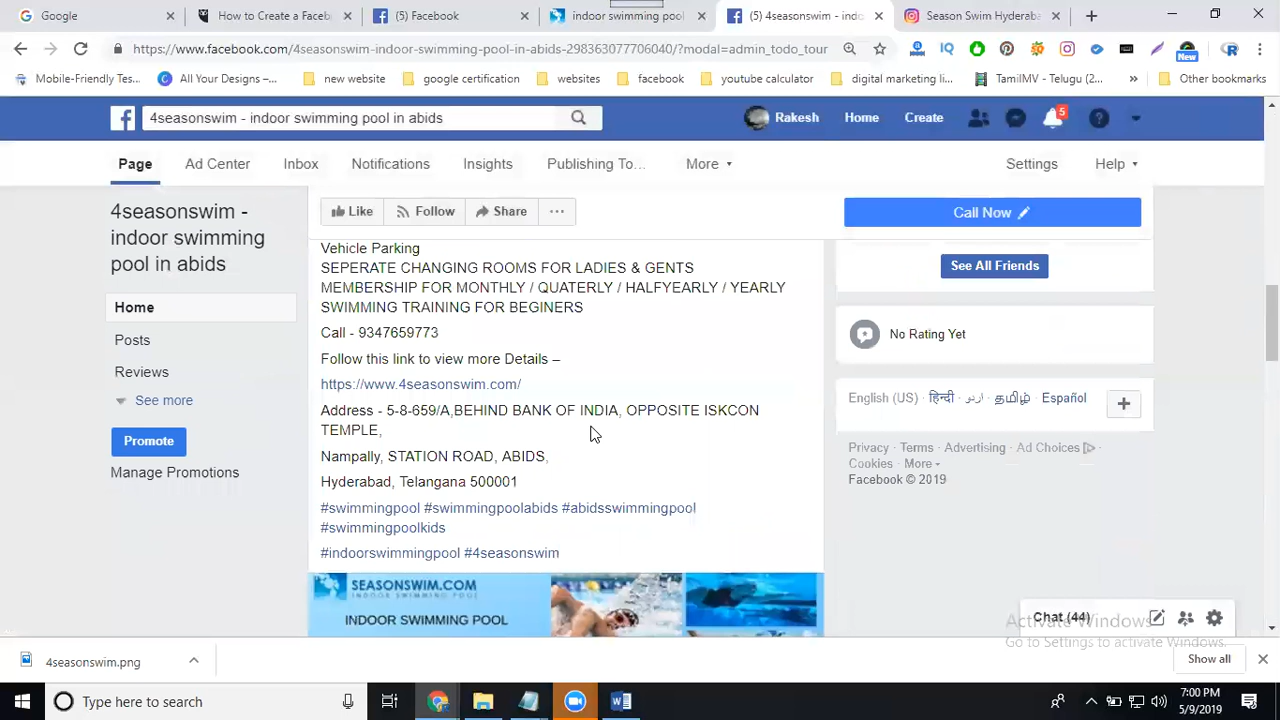 Google
How to Create a Faceb
(5) Facebook
indoor swimming pool
(5) 4seasonswim - indo
Season Swim Hyderab
https://www.facebook.com/4seasonswim-indoor-swimming-pool-in-abids-298363077706040/?modal=admin_todo_tour
Mobile-Friendly Tes...
All Your Designs –...
new website
google certification
websites
facebook
youtube calculator
digital marketing li...
TamilMV - Telugu (2...
Other bookmarks
New
4seasonswim - indoor swimming pool in abids
Rakesh
Home
Create
5
Page
Ad Center
Inbox
Notifications
Insights
Publishing To...
More
Settings
Help
4seasonswim -
indoor swimming
pool in abids
Home
Posts
Reviews
See more
Promote
Manage Promotions
Like
Follow
Share
Call Now
Vehicle Parking
SEPERATE CHANGING ROOMS FOR LADIES & GENTS
MEMBERSHIP FOR MONTHLY / QUATERLY / HALFYEARLY / YEARLY
SWIMMING TRAINING FOR BEGINERS
Call - 9347659773
Follow this link to view more Details –
https://www.4seasonswim.com/
Address - 5-8-659/A,BEHIND BANK OF INDIA, OPPOSITE ISKCON
TEMPLE,
Nampally, STATION ROAD, ABIDS,
Hyderabad, Telangana 500001
#swimmingpool #swimmingpoolabids #abidsswimmingpool
#swimmingpoolkids
#indoorswimmingpool #4seasonswim
SEASONSWIM.COM
INDOOR SWIMMING POOL
INDOOR SWIMMING POOL
See All Friends
No Rating Yet
English (US) · हिन्दी · اردو · தமிழ் · Español
Privacy · Terms · Advertising · Ad Choices ·
Cookies · More
Facebook © 2019
Chat (44)
Activate Windows
Go to Settings to activate Windows.
4seasonswim.png
Show all
Type here to search
7:00 PM
5/9/2019